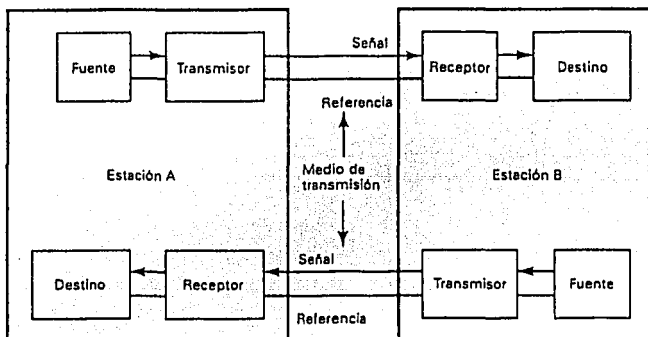 Señal
Fuente
Transmisor
Receptor
Destino
Referencia
Estación A
Medio de
transmisión
Estación B
Señal
Destino
Receptor
Transmisor
Fuente
Referencia